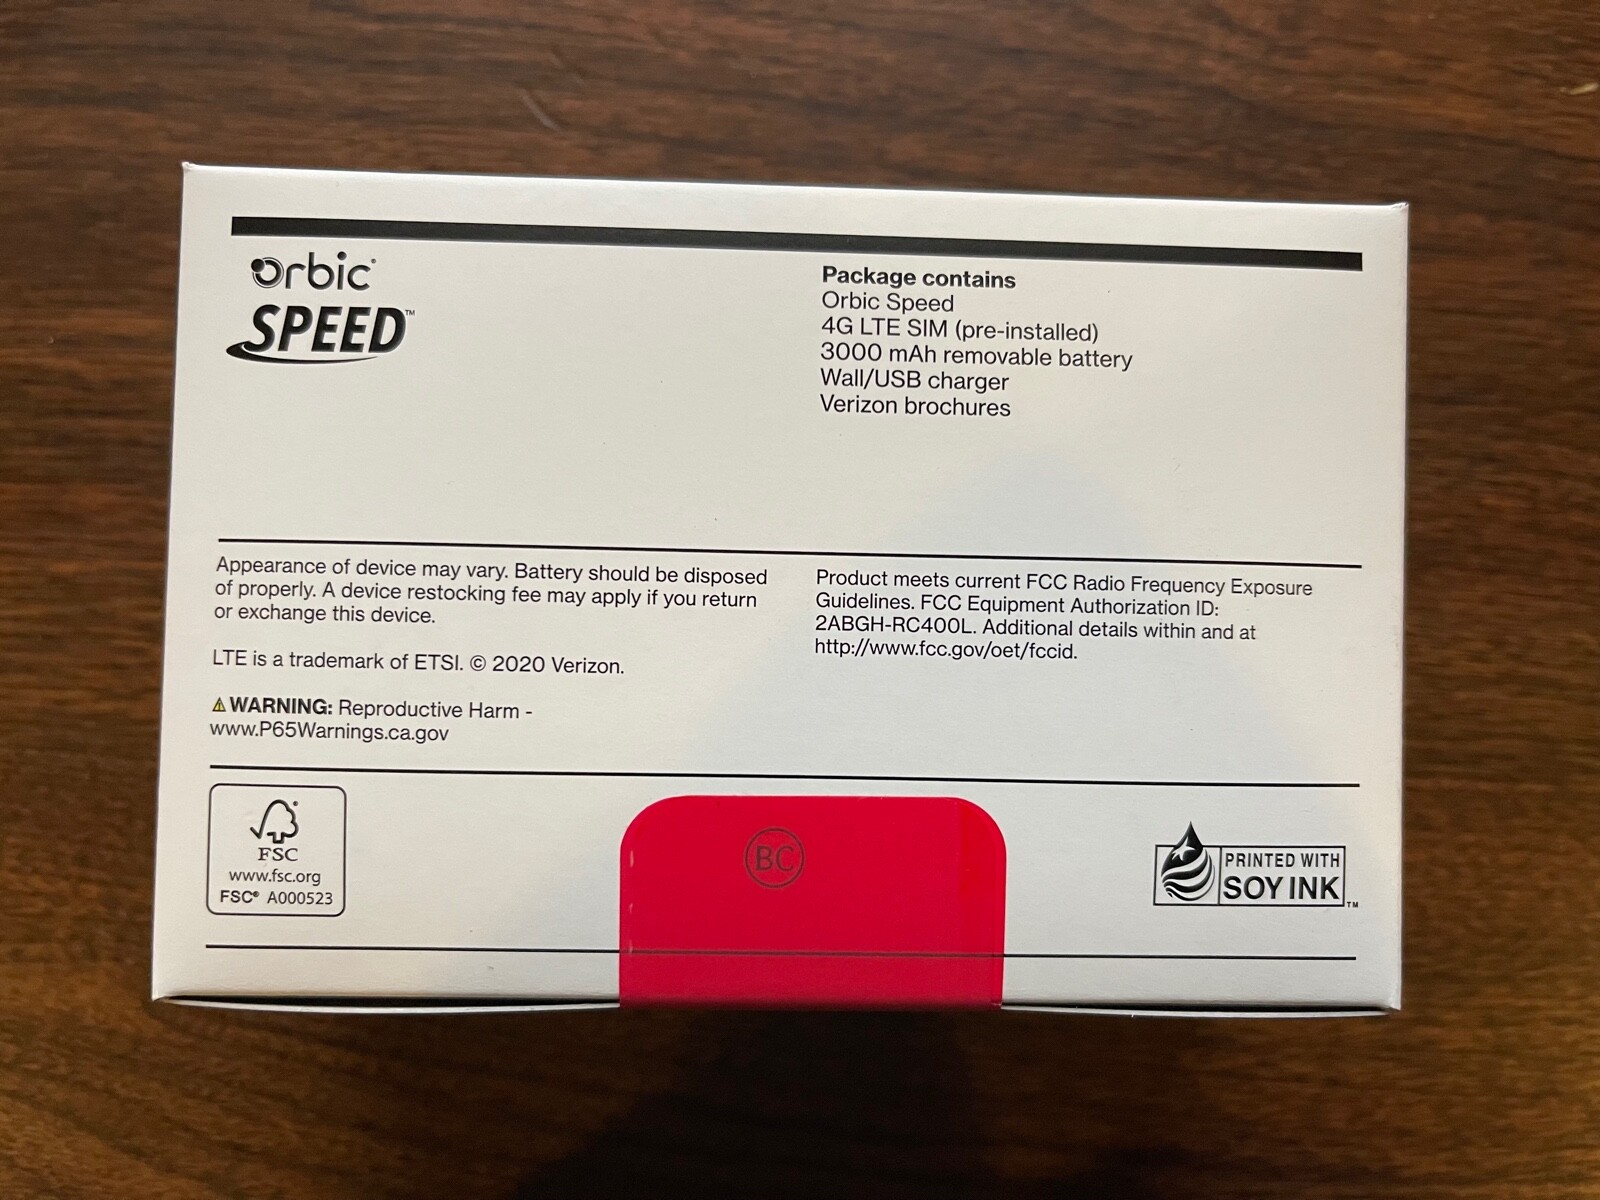 Orbic®
SPEED™
Package contains
Orbic Speed
4G LTE SIM (pre-installed)
3000 mAh removable battery
Wall/USB charger
Verizon brochures
Appearance of device may vary. Battery should be disposed
of properly. A device restocking fee may apply if you return
or exchange this device.
LTE is a trademark of ETSI. © 2020 Verizon.
⚠ WARNING: Reproductive Harm -
www.P65Warnings.ca.gov
Product meets current FCC Radio Frequency Exposure
Guidelines. FCC Equipment Authorization ID:
2ABGH-RC400L. Additional details within and at
http://www.fcc.gov/oet/fccid.
FSC
www.fsc.org
FSC® A000523
BC
PRINTED WITH
SOY INK™